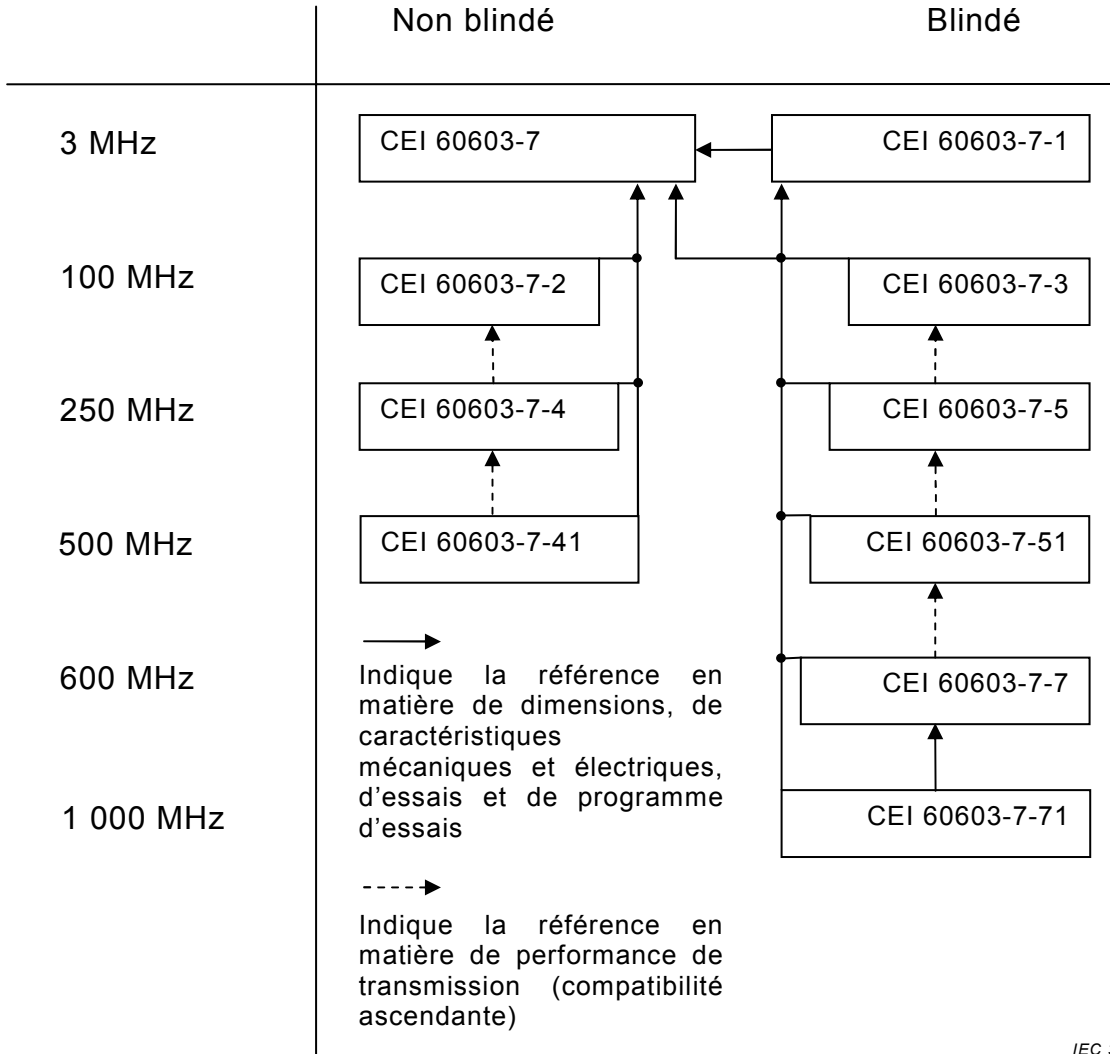 Non blindé
Blindé
3 MHz
CEI 60603-7
CEI 60603-7-1
100 MHz
CEI 60603-7-2
CEI 60603-7-3
250 MHz
CEI 60603-7-4
CEI 60603-7-5
500 MHz
CEI 60603-7-41
CEI 60603-7-51
600 MHz
CEI 60603-7-7
1 000 MHz
CEI 60603-7-71
Indique la référence en
matière de dimensions, de
caractéristiques
mécaniques et électriques,
d'essais et de programme
d'essais
Indique la référence en
matière de performance de
transmission (compatibilité
ascendante)
IEC